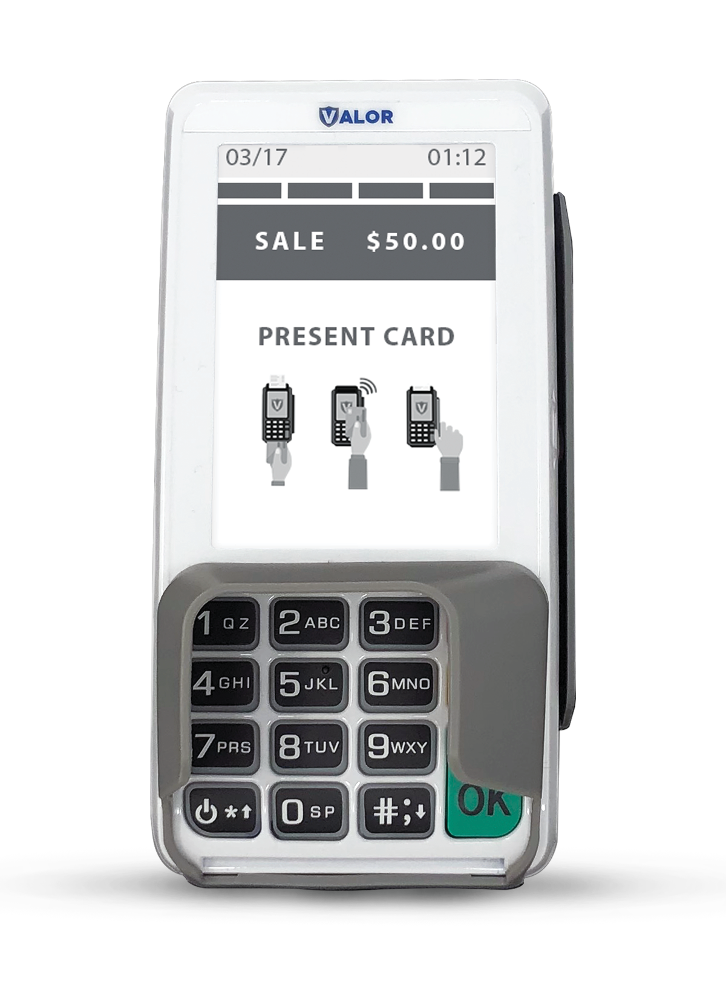 VALOR
03/17 01:12
SALE $50.00
PRESENT CARD
1 QZ 2 ABC 3 DEF
4 GHI 5 JKL 6 MNO
7 PRS 8 TUV 9 WXY
*↑ 0 SP #;↓ OK